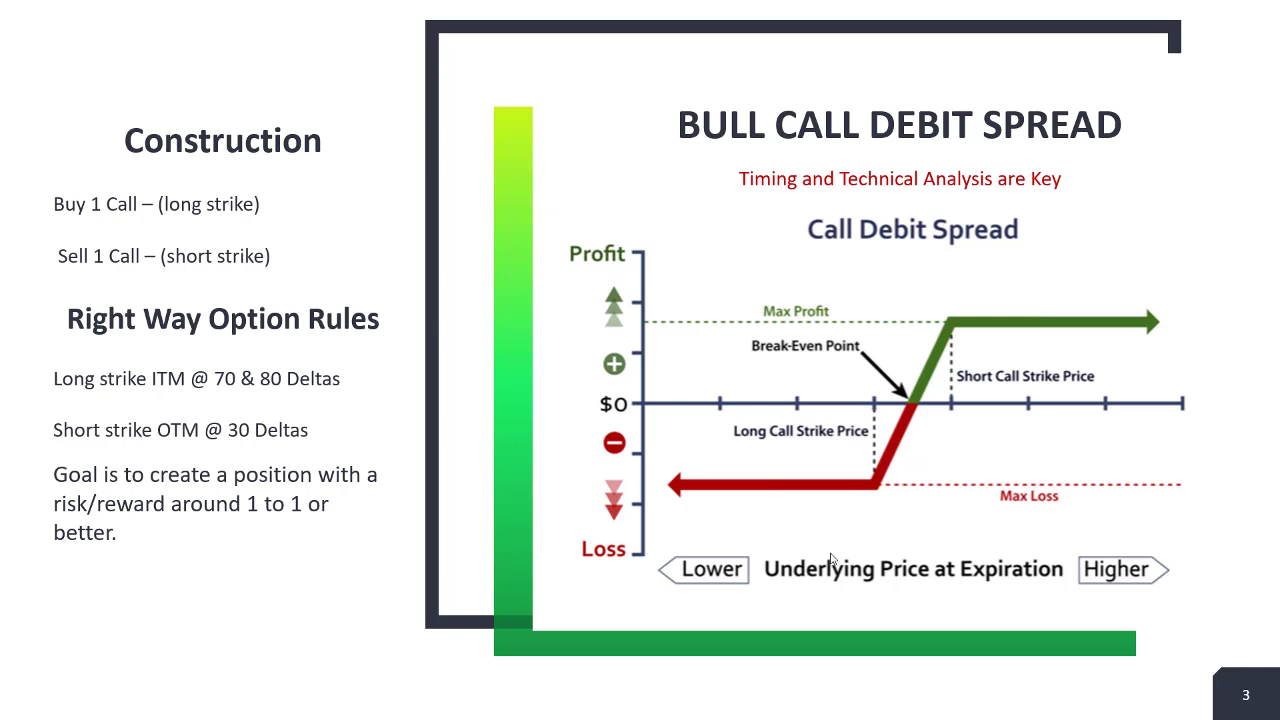 Construction
Buy 1 Call – (long strike)
Sell 1 Call – (short strike)
Right Way Option Rules
Long strike ITM @ 70 & 80 Deltas
Short strike OTM @ 30 Deltas
Goal is to create a position with a
risk/reward around 1 to 1 or
better.
BULL CALL DEBIT SPREAD
Timing and Technical Analysis are Key
Call Debit Spread
Profit
Max Profit
Break-Even Point
Short Call Strike Price
$0
Long Call Strike Price
Max Loss
Loss
Lower
Underlying Price at Expiration
Higher
3